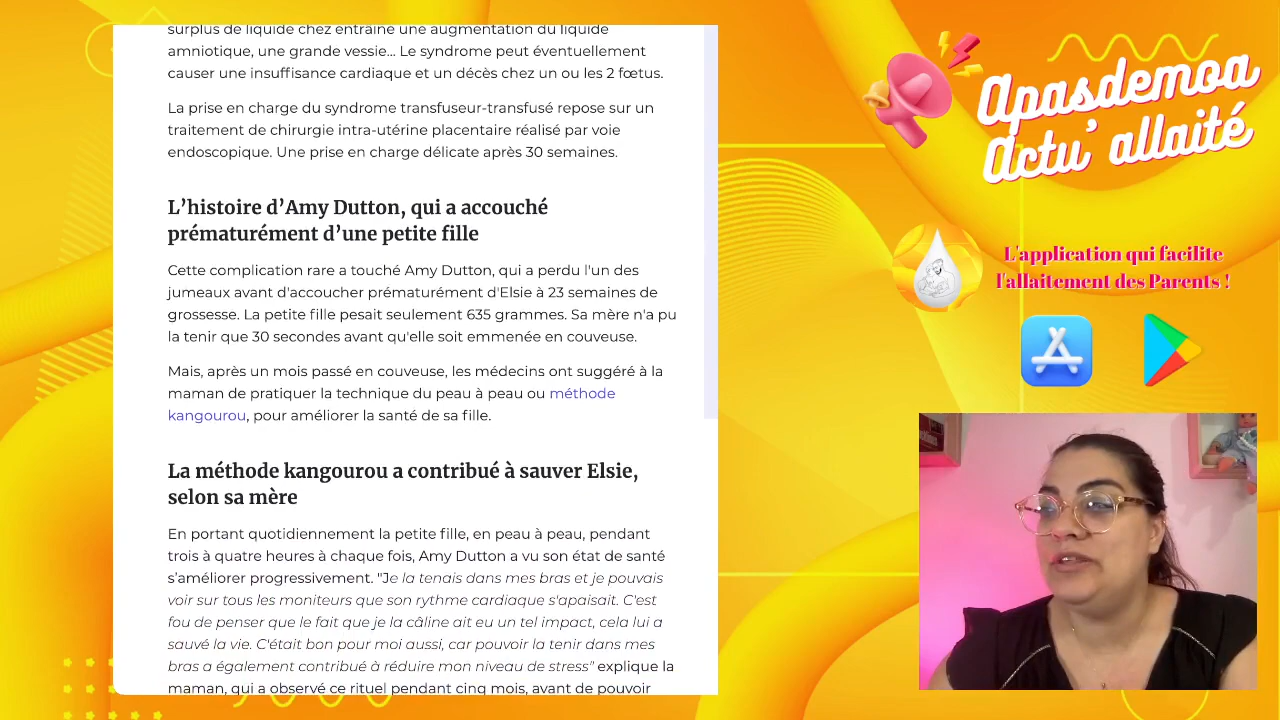 surplus de liquide chez entraîne une augmentation du liquide
amniotique, une grande vessie... Le syndrome peut éventuellement
causer une insuffisance cardiaque et un décès chez un ou les 2 fœtus.
La prise en charge du syndrome transfuseur-transfusé repose sur un
traitement de chirurgie intra-utérine placentaire réalisé par voie
endoscopique. Une prise en charge délicate après 30 semaines.
L’histoire d’Amy Dutton, qui a accouché
prématurément d’une petite fille
Cette complication rare a touché Amy Dutton, qui a perdu l'un des
jumeaux avant d'accoucher prématurément d'Elsie à 23 semaines de
grossesse. La petite fille pesait seulement 635 grammes. Sa mère n'a pu
la tenir que 30 secondes avant qu'elle soit emmenée en couveuse.
Mais, après un mois passé en couveuse, les médecins ont suggéré à la
maman de pratiquer la technique du peau à peau ou méthode
kangourou, pour améliorer la santé de sa fille.
La méthode kangourou a contribué à sauver Elsie,
selon sa mère
En portant quotidiennement la petite fille, en peau à peau, pendant
trois à quatre heures à chaque fois, Amy Dutton a vu son état de santé
s’améliorer progressivement. "Je la tenais dans mes bras et je pouvais
voir sur tous les moniteurs que son rythme cardiaque s'apaisait. C'est
fou de penser que le fait que je la câline ait eu un tel impact, cela lui a
sauvé la vie. C'était bon pour moi aussi, car pouvoir la tenir dans mes
bras a également contribué à réduire mon niveau de stress" explique la
maman, qui a observé ce rituel pendant cinq mois, avant de pouvoir
Apasdemoa
Actu' allaité
L'application qui facilite
l'allaitement des Parents !